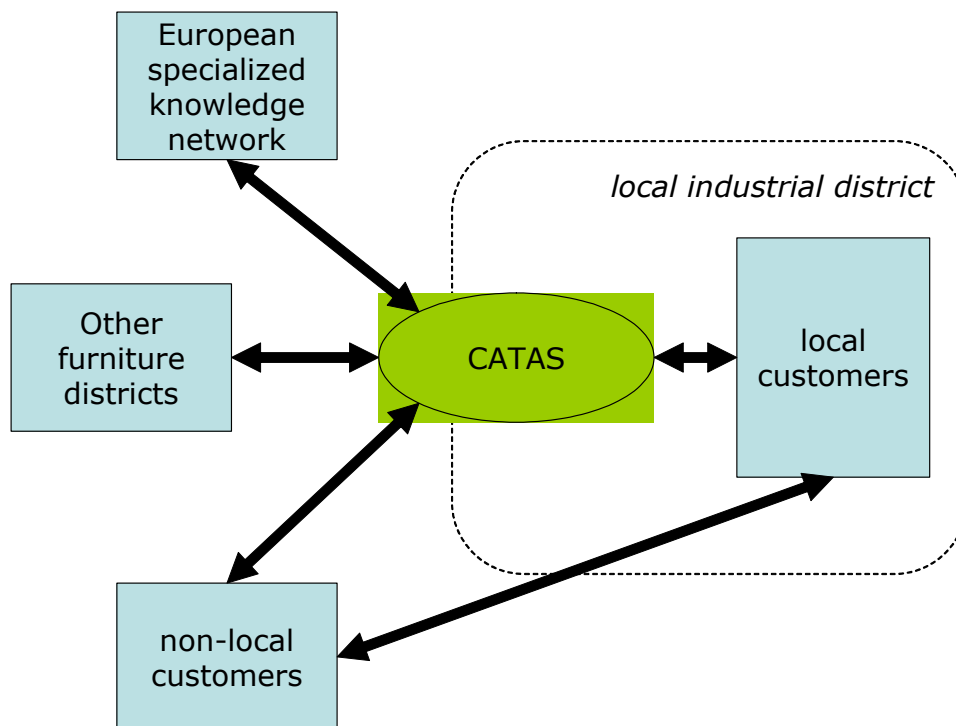 European
specialized
knowledge
network
local industrial district
Other
furniture
districts
CATAS
local
customers
non-local
customers